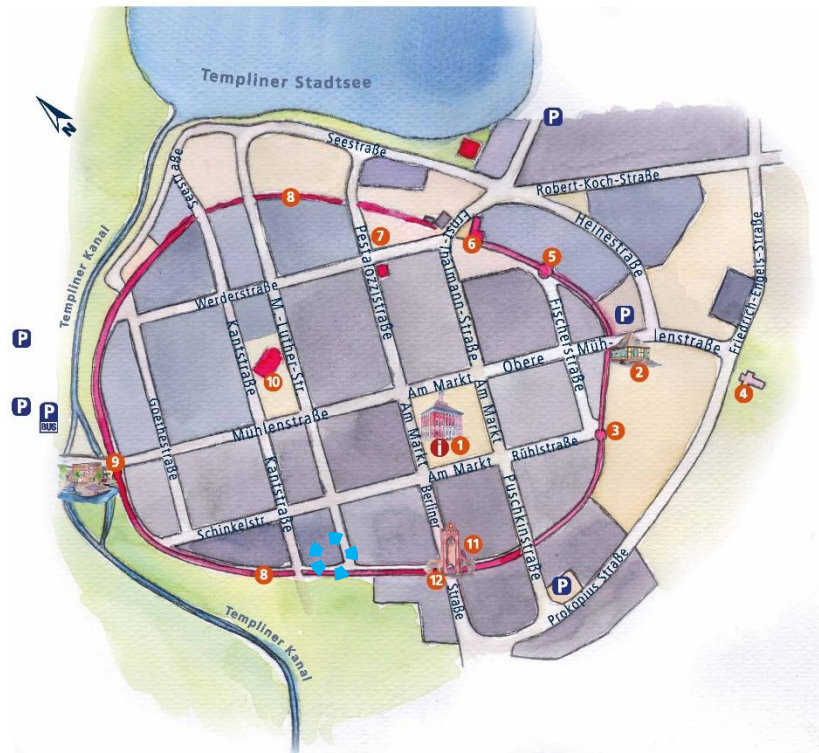 Templiner Stadtsee
N
P
Seestraße
Seestraße
Robert-Koch-Straße
8
Heinestraße
7
6
5
Ernst-Thälmann-Straße
Pestalozzistraße
Friedrich-Engels-Straße
Templiner Kanal
Werderstraße
M.-Luther-Str.
Kantstraße
Fischerstraße
P
P
Obere Mühlenstraße
2
10
Am Markt
4
P
P
BUS
Goethestraße
Mühlenstraße
Am Markt
Am Markt
i
1
3
Rühlstraße
9
Am Markt
Kantstraße
Berliner Straße
Puschkinstraße
Schinkelstr.
11
12
8
P
Prokopius Straße
Templiner Kanal